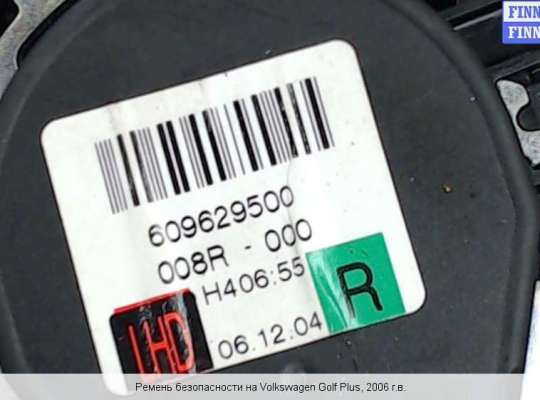 FINN
FINN
609629500
008R - 000
H406:55
R
LHD
06.12.04
Ремень безопасности на Volkswagen Golf Plus, 2006 г.в.